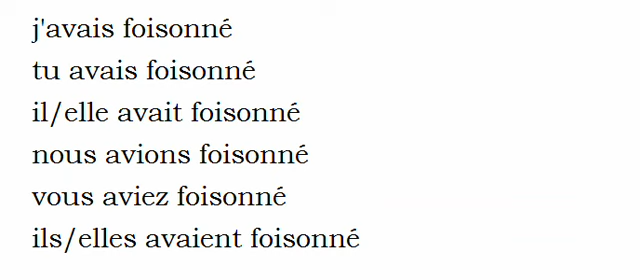 j'avais foisonné
tu avais foisonné
il/elle avait foisonné
nous avions foisonné
vous aviez foisonné
ils/elles avaient foisonné